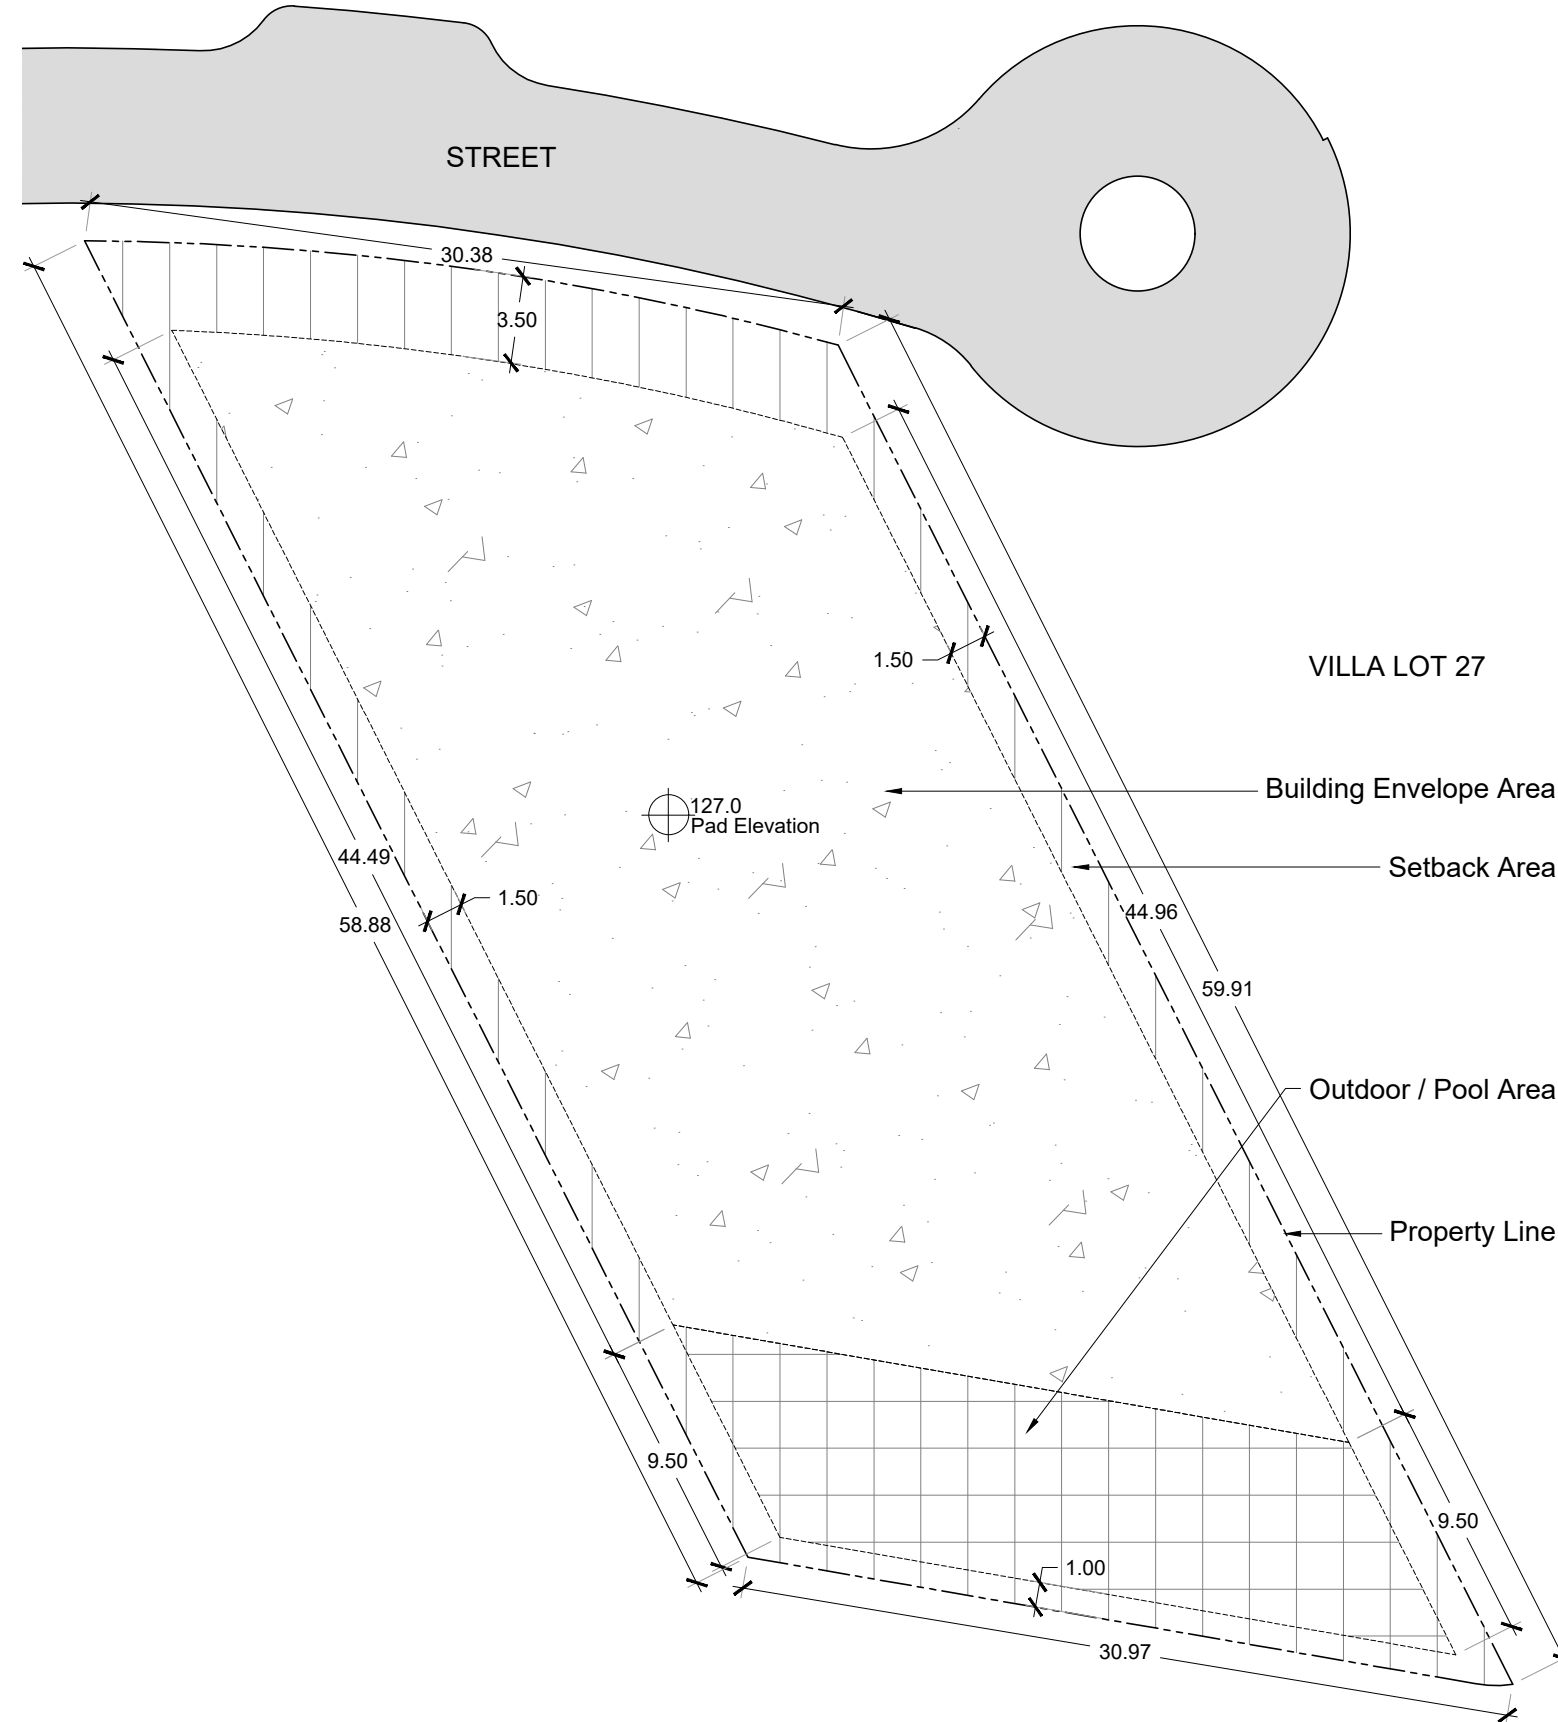 STREET
30.38
3.50
1.50
VILLA LOT 27
Building Envelope Area
127.0
Pad Elevation
44.49
Setback Area
1.50
44.96
58.88
59.91
Outdoor / Pool Area
Property Line
9.50
9.50
1.00
30.97